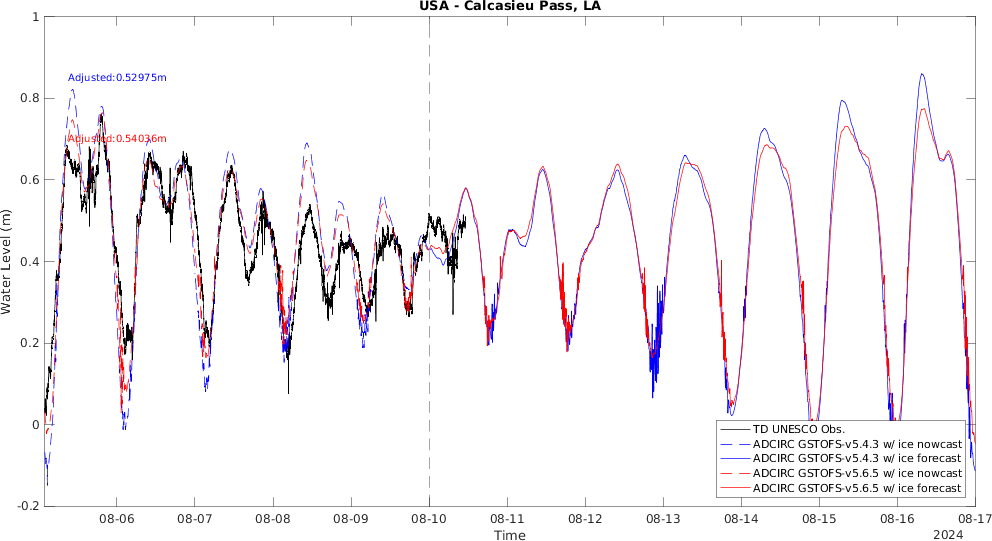 USA - Calcasieu Pass, LA
1
0.8
0.6
0.4
0.2
0
-0.2
Water Level (m)
Adjusted:0.52975m
Adjusted:0.54036m
TD UNESCO Obs.
ADCIRC GSTOFS-v5.4.3 w/ ice nowcast
ADCIRC GSTOFS-v5.4.3 w/ ice forecast
ADCIRC GSTOFS-v5.6.5 w/ ice nowcast
ADCIRC GSTOFS-v5.6.5 w/ ice forecast
08-06 08-07 08-08 08-09 08-10 08-11 08-12 08-13 08-14 08-15 08-16 08-17
Time
2024